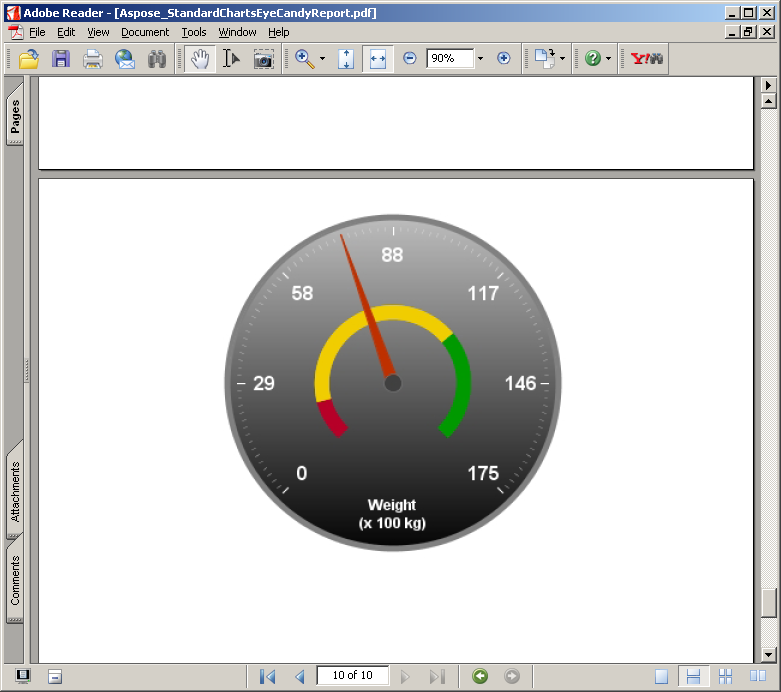 Adobe Reader - [Aspose_StandardChartsEyeCandyReport.pdf]
File Edit View Document Tools Window Help
90%
Y!
Pages
88
58 117
29 146
0 175
Weight
(x 100 kg)
Attachments
Comments
10 of 10